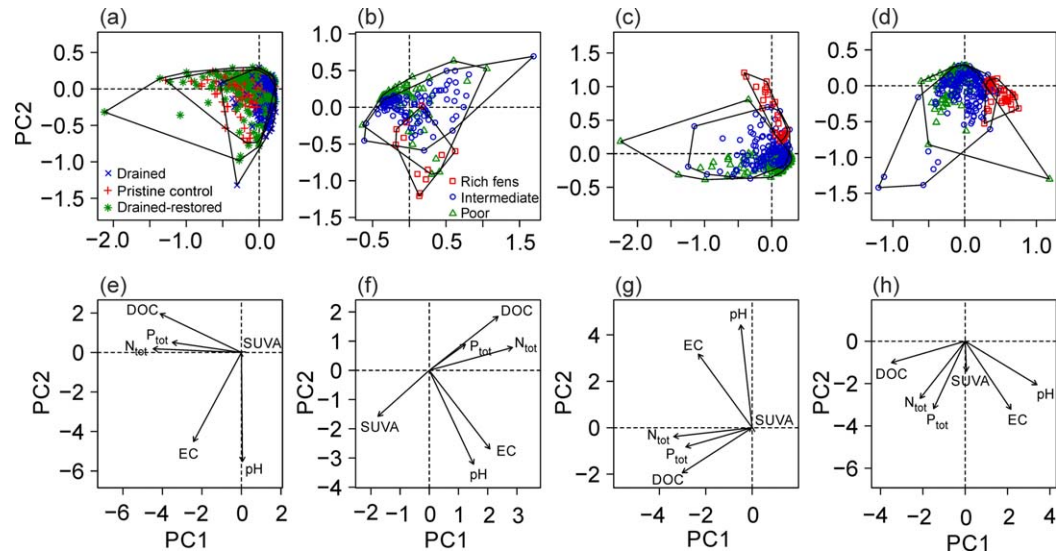 (a) (b) (c) (d)
PC2
0.5 0.0 −0.5 −1.0 −1.5
× Drained
+ Pristine control
✱ Drained-restored
−2.0 −1.0 0.0
0.5 0.0 −0.5 −1.0 −1.5
Rich fens
Intermediate
Poor
−0.5 0.5 1.5
1.5 1.0 0.5 0.0 −0.5
−2.0 −1.0 0.0
0.5 0.0 −0.5 −1.0 −1.5
−1.0 0.0 1.0
(e) (f) (g) (h)
PC2
2 0 −2 −4 −6
DOC
Ptot
Ntot
SUVA
EC
pH
−6 −4 −2 0 2
PC1
PC2
2 1 0 −1 −2 −3 −4
DOC
Ptot
Ntot
SUVA
EC
pH
−1 0 1 2 3
PC1
PC2
4 2 0 −2
pH
EC
SUVA
Ntot
Ptot
DOC
−4 −2 0
PC1
PC2
2 0 −2 −4 −6
DOC
SUVA
Ntot
Ptot
EC
pH
−4 −2 0 2 4
PC1